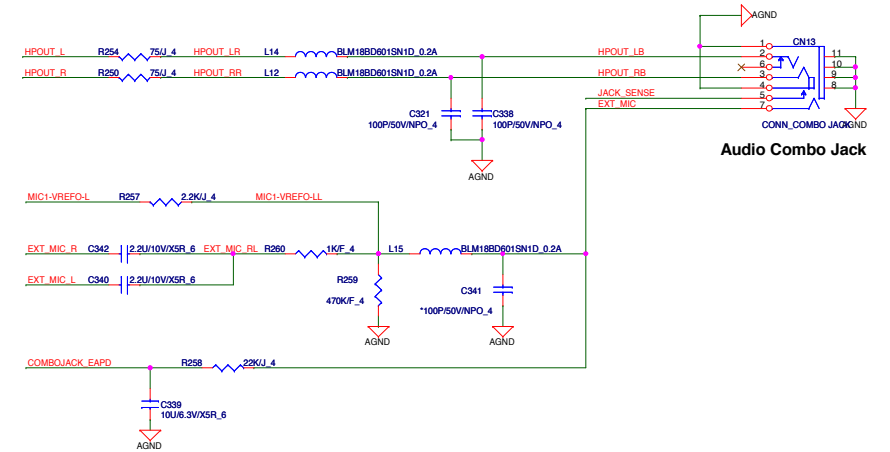 AGND
HPOUT_L R254 75/J_4 HPOUT_LR L14 BLM18BD601SN1D_0.2A HPOUT_LB 1 CN13
2 11
6 10
HPOUT_R R250 75/J_4 HPOUT_RR L12 BLM18BD601SN1D_0.2A HPOUT_RB 3 9
4 8
JACK_SENSE 5
EXT_MIC 7
C321 C338
100P/50V/NPO_4 100P/50V/NPO_4 CONN_COMBO JACK AGND
Audio Combo Jack
AGND
MIC1-VREFO-L R257 2.2K/J_4 MIC1-VREFO-LL
EXT_MIC_R C342 2.2U/10V/X5R_6 EXT_MIC_RL R260 1K/F_4 L15 BLM18BD601SN1D_0.2A
EXT_MIC_L C340 2.2U/10V/X5R_6 R259 C341
470K/F_4 *100P/50V/NPO_4
AGND AGND
COMBOJACK_EAPD R258 22K/J_4
C339
10U/6.3V/X5R_6
AGND